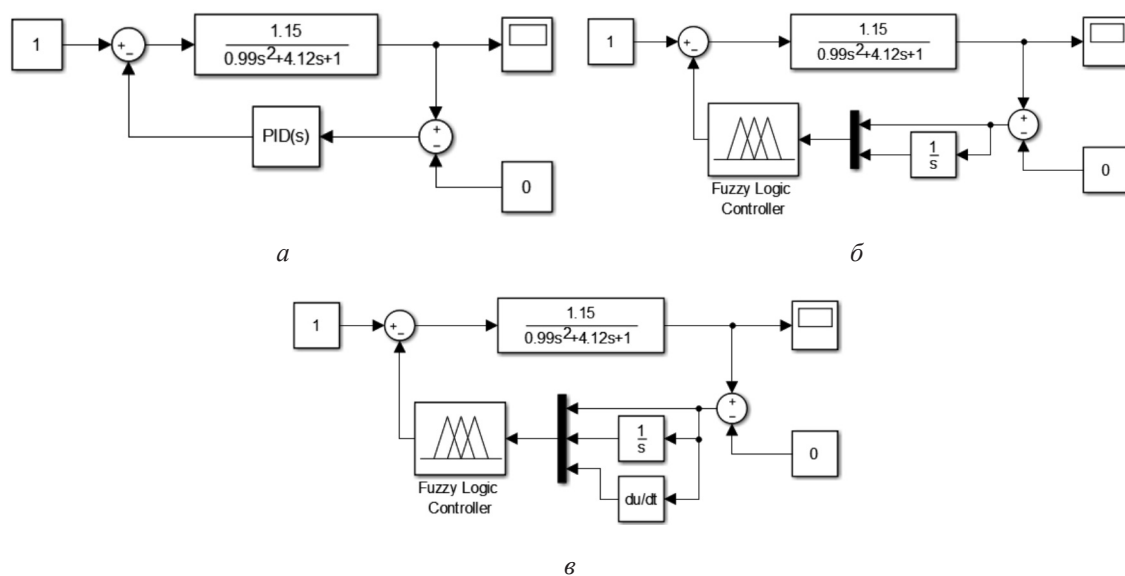 1
+
−
1.15
0.99s²+4.12s+1
PID(s)
+
−
0
а
1
+
−
1.15
0.99s²+4.12s+1
Fuzzy Logic
Controller
1
s
+
−
0
б
1
+
−
1.15
0.99s²+4.12s+1
Fuzzy Logic
Controller
1
s
du/dt
+
−
0
в